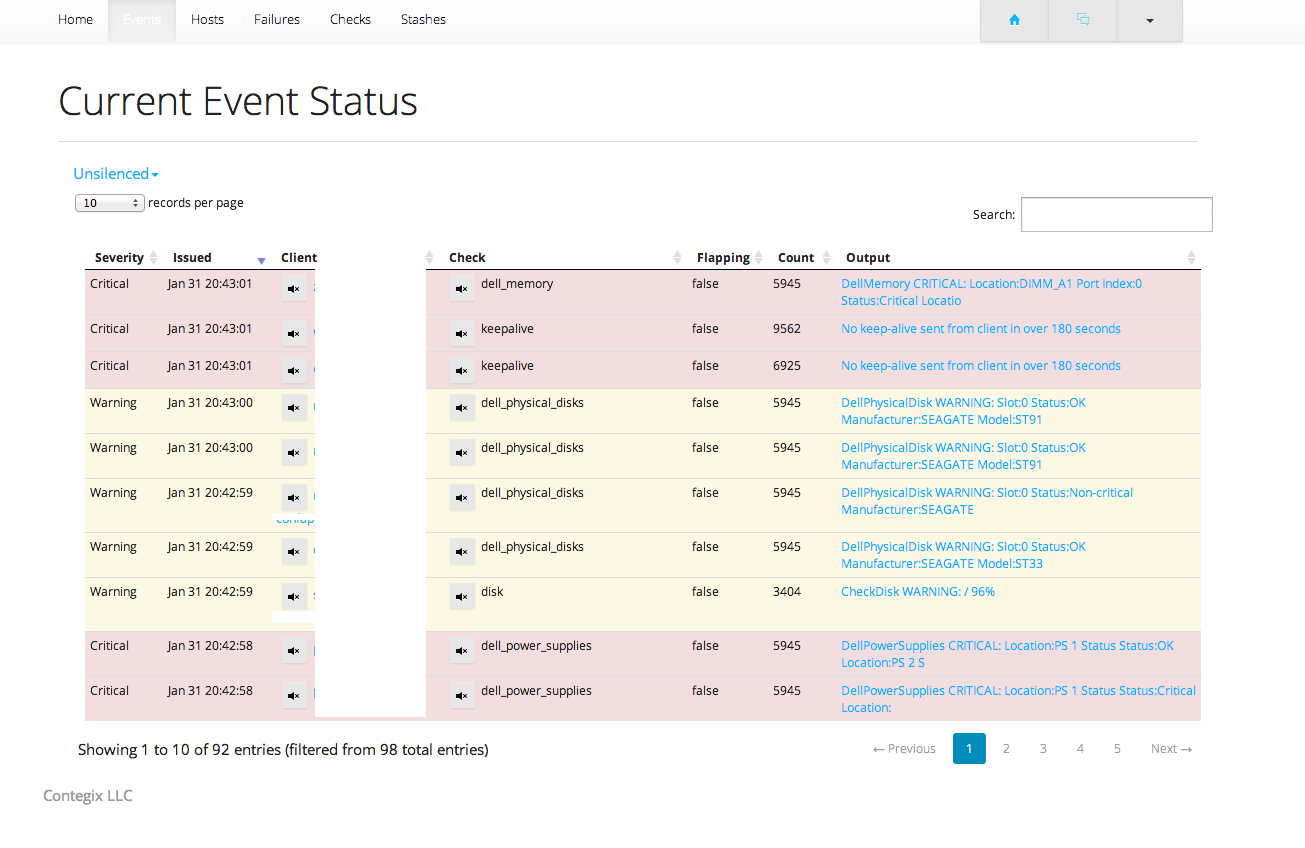 Home Events Hosts Failures Checks Stashes
Current Event Status
Unsilenced
10 records per page
Search:
Severity Issued Client Check Flapping Count Output
Critical Jan 31 20:43:01 dell_memory false 5945 DellMemory CRITICAL: Location:DIMM_A1 Port Index:0
Status:Critical Locatio
Critical Jan 31 20:43:01 keepalive false 9562 No keep-alive sent from client in over 180 seconds
Critical Jan 31 20:43:01 keepalive false 6925 No keep-alive sent from client in over 180 seconds
Warning Jan 31 20:43:00 dell_physical_disks false 5945 DellPhysicalDisk WARNING: Slot:0 Status:OK
Manufacturer:SEAGATE Model:ST91
Warning Jan 31 20:43:00 dell_physical_disks false 5945 DellPhysicalDisk WARNING: Slot:0 Status:OK
Manufacturer:SEAGATE Model:ST91
Warning Jan 31 20:42:59 dell_physical_disks false 5945 DellPhysicalDisk WARNING: Slot:0 Status:Non-critical
Manufacturer:SEAGATE
Warning Jan 31 20:42:59 dell_physical_disks false 5945 DellPhysicalDisk WARNING: Slot:0 Status:OK
Manufacturer:SEAGATE Model:ST33
Warning Jan 31 20:42:59 disk false 3404 CheckDisk WARNING: / 96%
Critical Jan 31 20:42:58 dell_power_supplies false 5945 DellPowerSupplies CRITICAL: Location:PS 1 Status Status:OK
Location:PS 2 S
Critical Jan 31 20:42:58 dell_power_supplies false 5945 DellPowerSupplies CRITICAL: Location:PS 1 Status Status:Critical
Location:
Showing 1 to 10 of 92 entries (filtered from 98 total entries)
← Previous 1 2 3 4 5 Next →
Contegix LLC